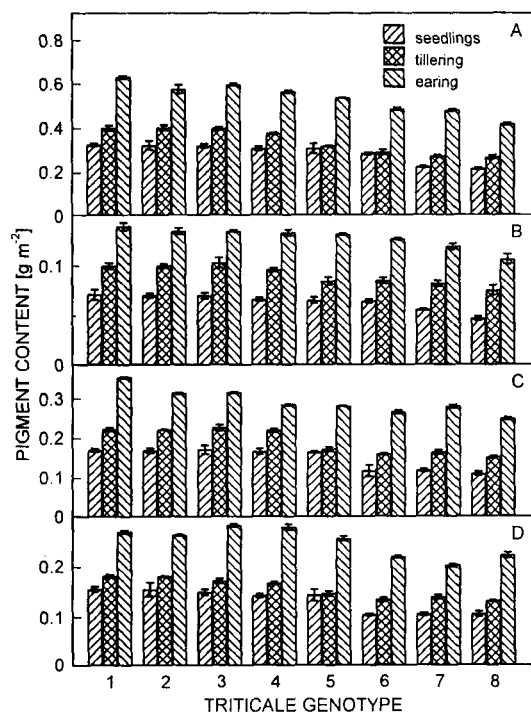 A
seedlings
tillering
earing
0.8
0.6
0.4
0.2
0
B
0.1
0
C
0.3
0.2
0.1
0
D
0.2
0.1
0
PIGMENT CONTENT [g m⁻²]
1 2 3 4 5 6 7 8
TRITICALE GENOTYPE